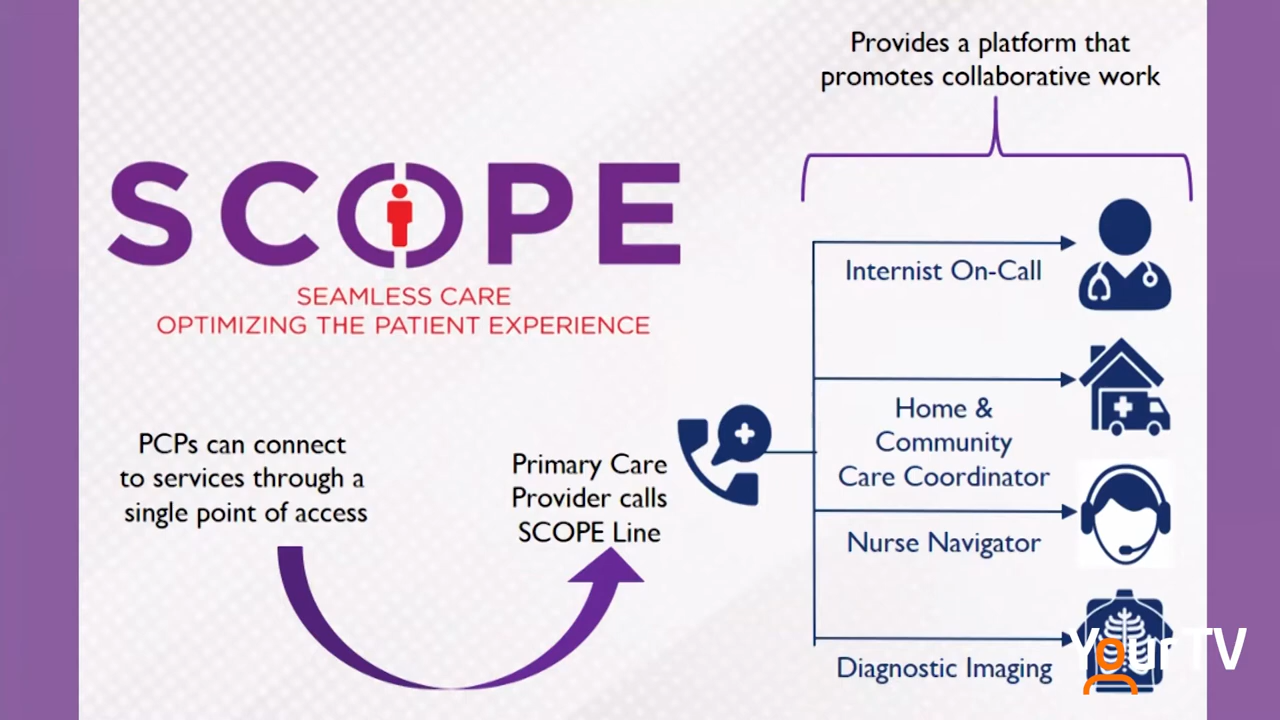 Provides a platform that
promotes collaborative work
SCOPE
SEAMLESS CARE
OPTIMIZING THE PATIENT EXPERIENCE
PCPs can connect
to services through a
single point of access
Primary Care
Provider calls
SCOPE Line
Internist On-Call
Home &
Community
Care Coordinator
Nurse Navigator
Diagnostic Imaging
YourTV